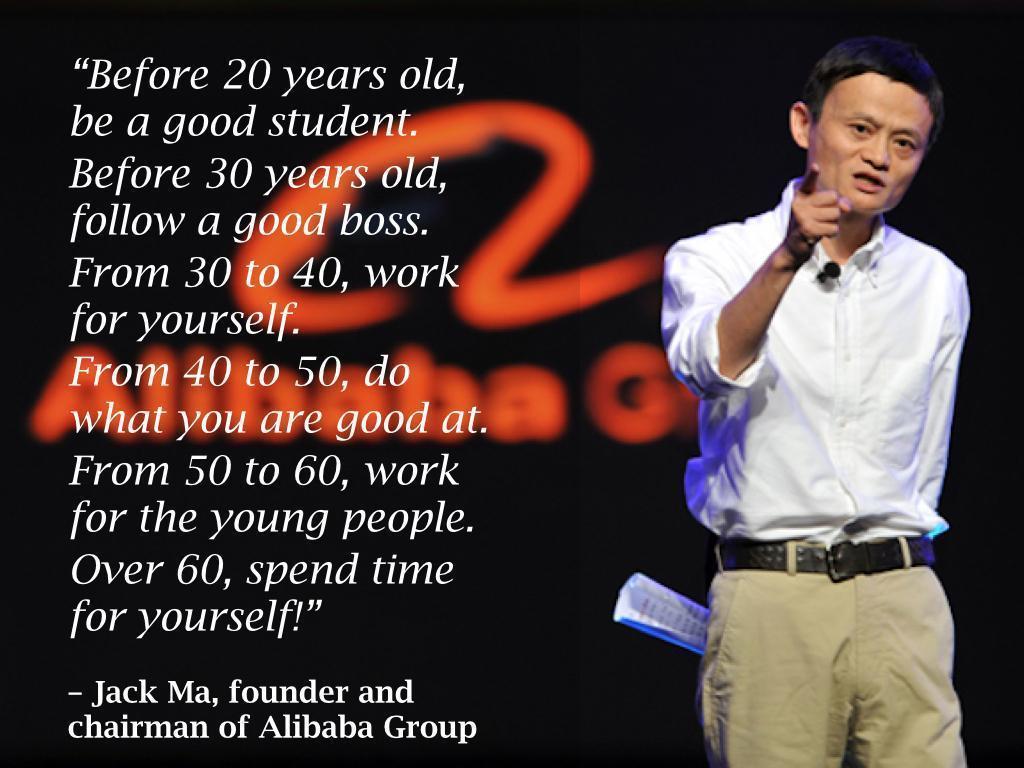 “Before 20 years old,
be a good student.
Before 30 years old,
follow a good boss.
From 30 to 40, work
for yourself.
From 40 to 50, do
what you are good at.
From 50 to 60, work
for the young people.
Over 60, spend time
for yourself!”
– Jack Ma, founder and
chairman of Alibaba Group
Alibaba G